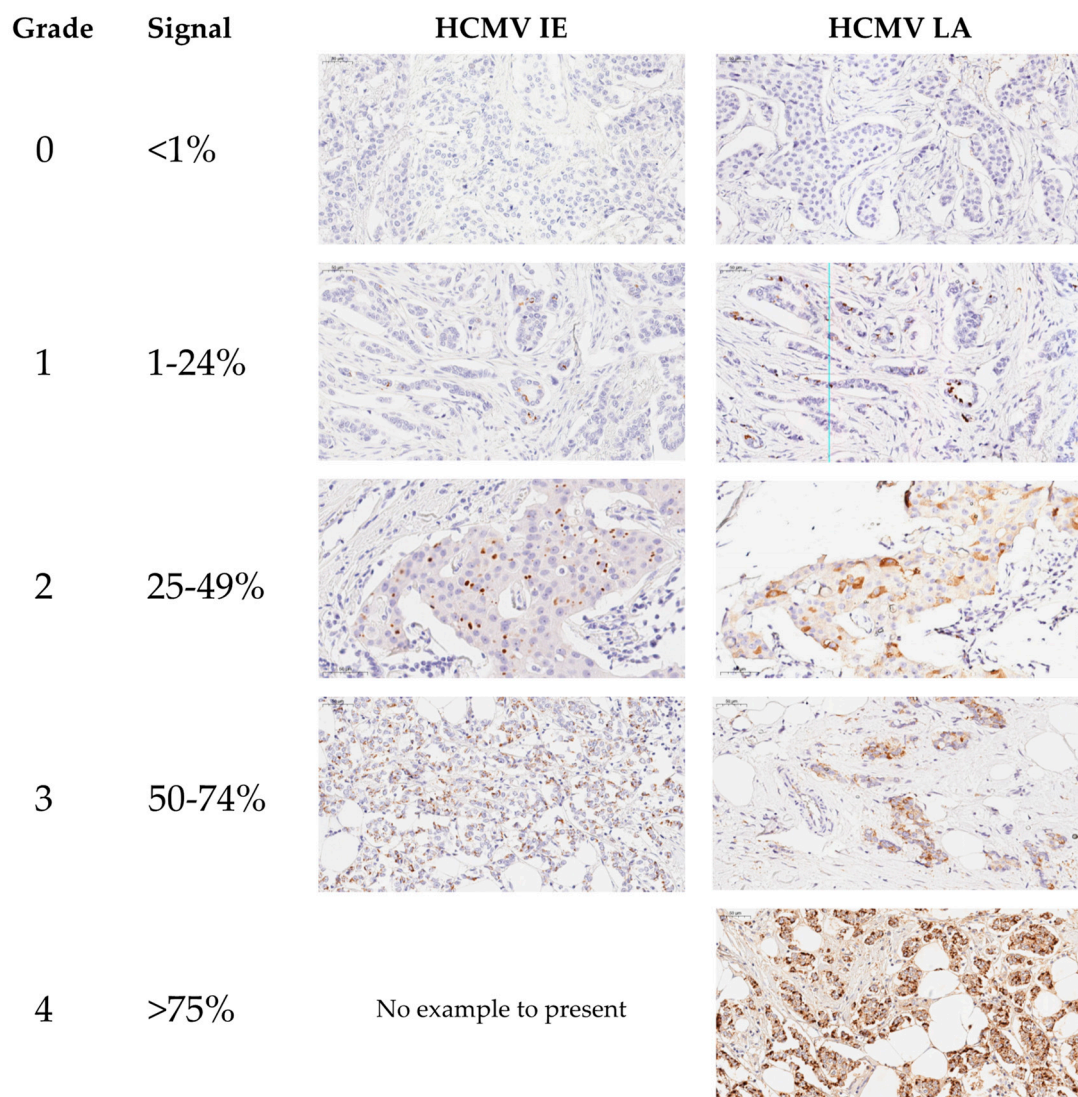 Grade Signal HCMV IE HCMV LA
0 <1%
1 1-24%
2 25-49%
3 50-74%
4 >75% No example to present